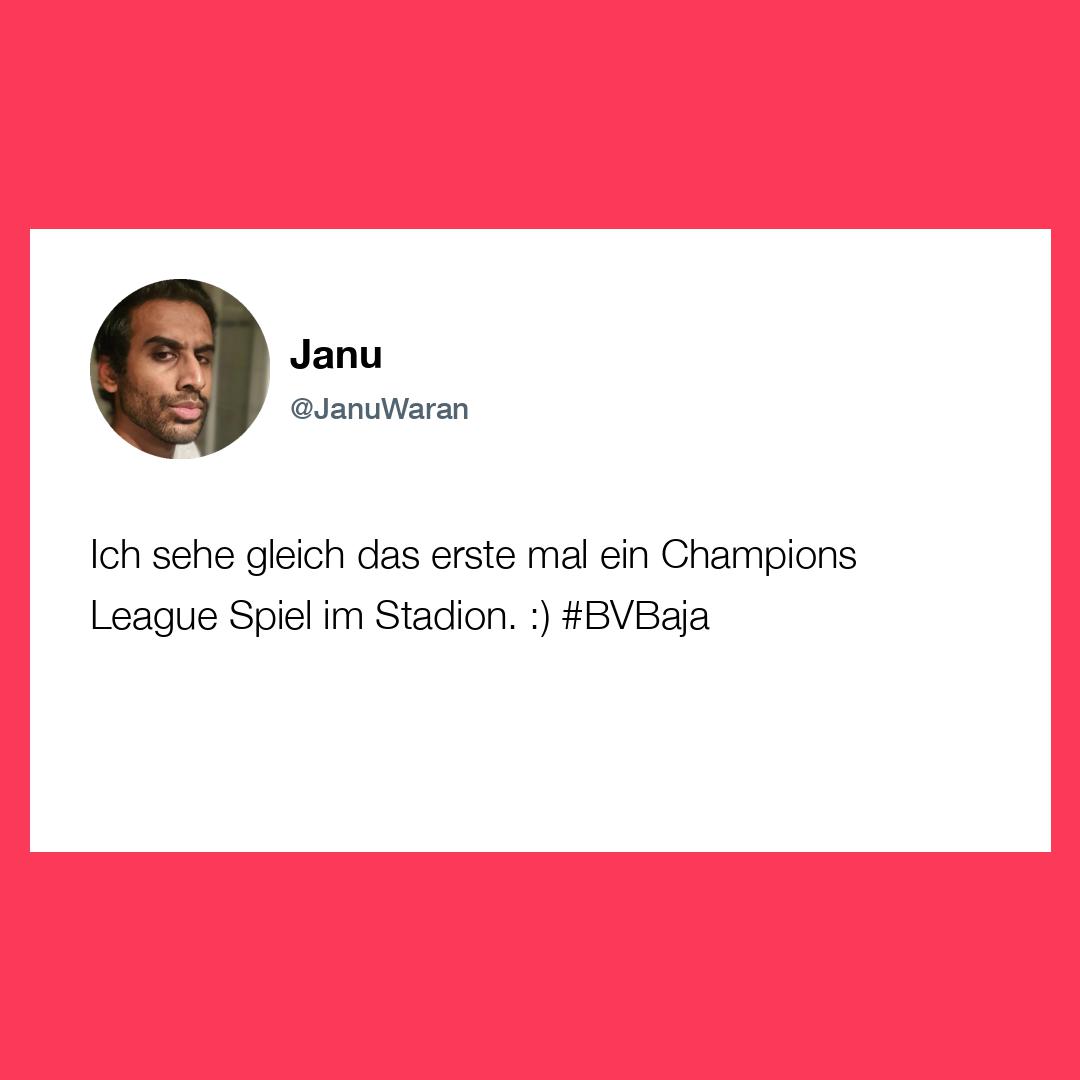 Janu
@JanuWaran
Ich sehe gleich das erste mal ein Champions
League Spiel im Stadion. :) #BVBaja